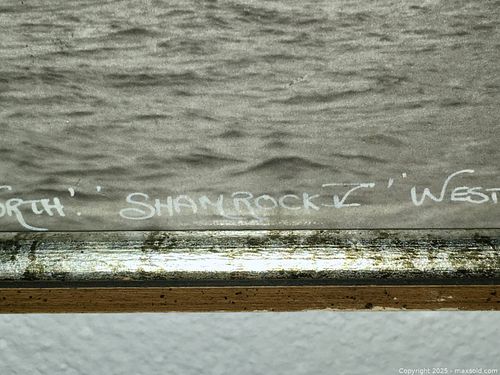 ORTH". "SHAMROCK V" "WEST
Copyright 2025 - maxsold.com